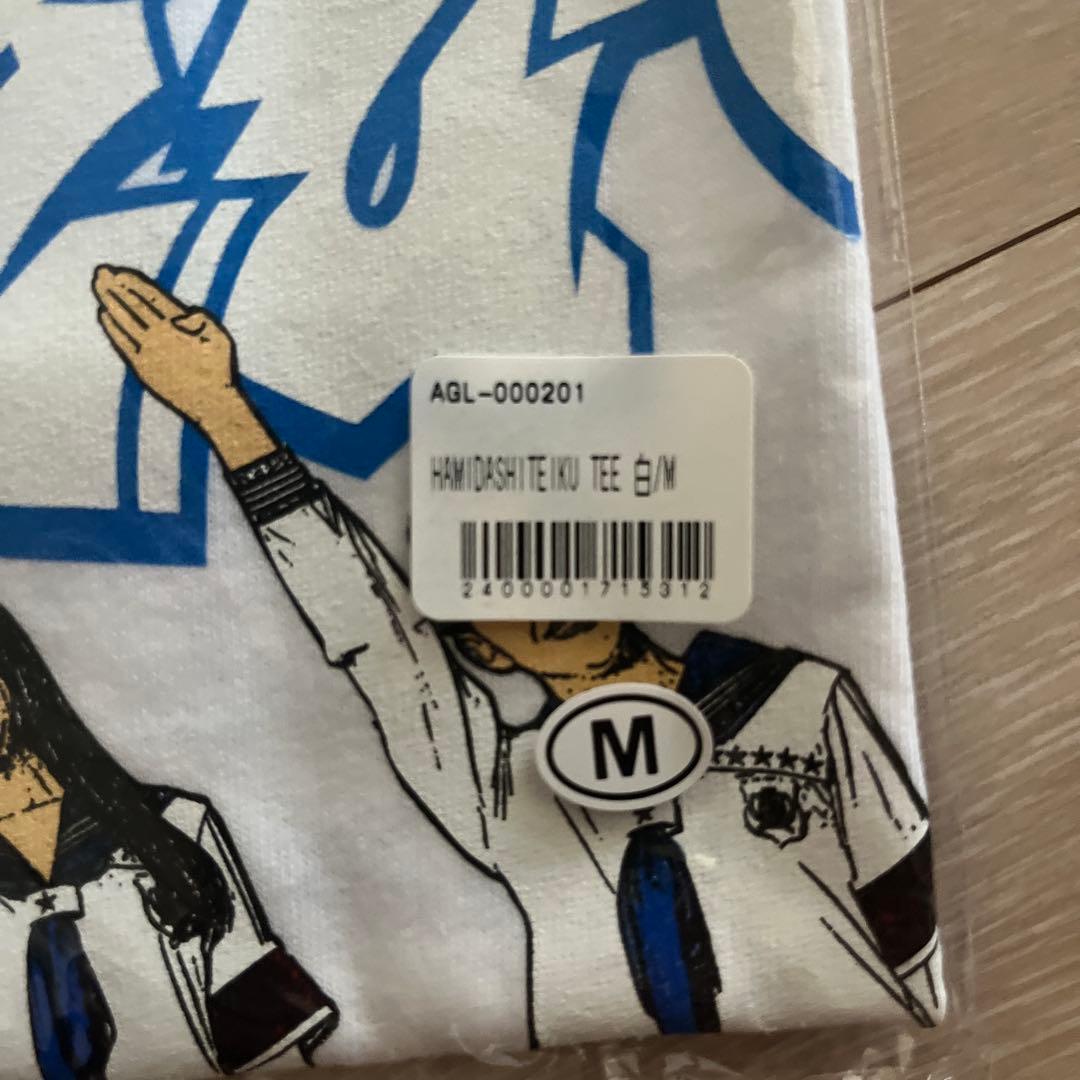 AGL-000201
HAMIDASHITEIKU TEE 白/M
2400001715312
M